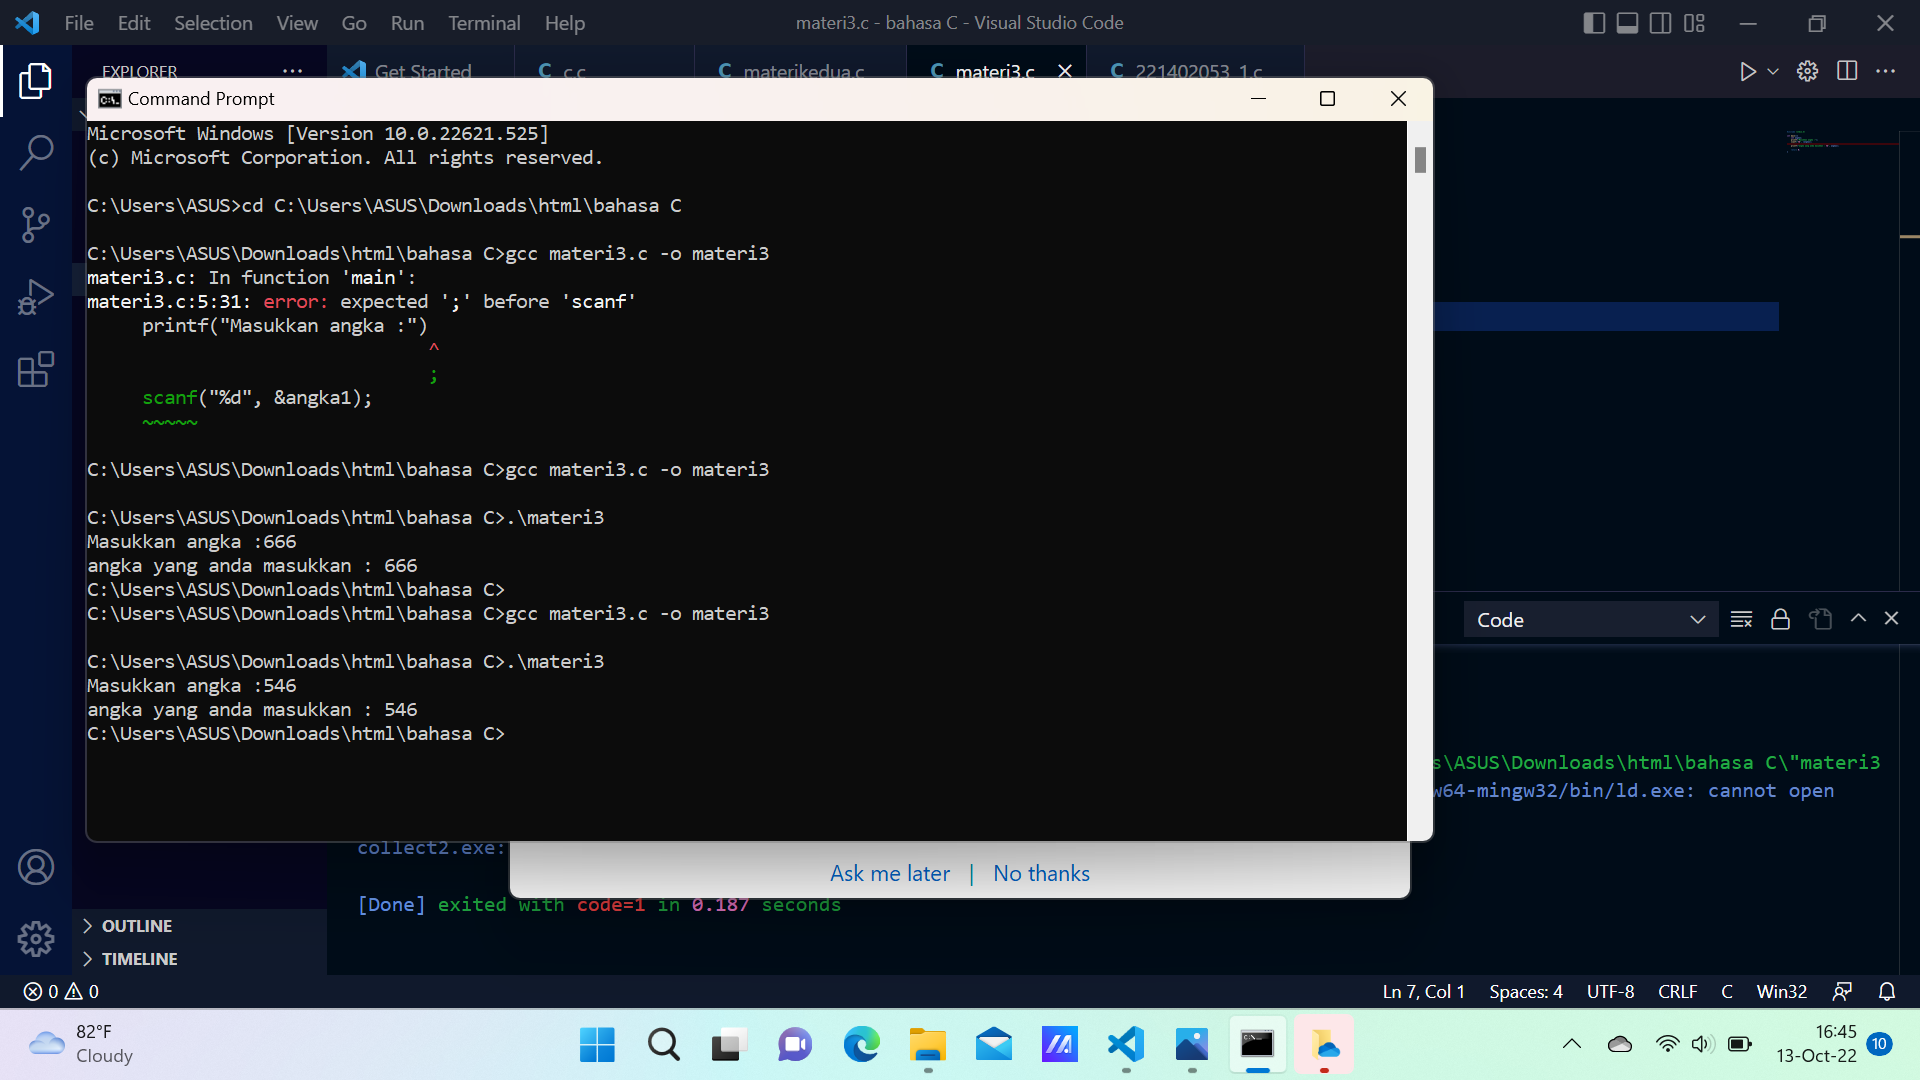 File Edit Selection View Go Run Terminal Help
materi3.c - bahasa C - Visual Studio Code
EXPLORER
Get Started
C c.c
C materikedua.c
C materi3.c
C 221402053_1.c
Command Prompt
Microsoft Windows [Version 10.0.22621.525]
(c) Microsoft Corporation. All rights reserved.
C:\Users\ASUS>cd C:\Users\ASUS\Downloads\html\bahasa C
C:\Users\ASUS\Downloads\html\bahasa C>gcc materi3.c -o materi3
materi3.c: In function 'main':
materi3.c:5:31: error: expected ';' before 'scanf'
printf("Masukkan angka :")
^
;
scanf("%d", &angka1);
~~~~~
C:\Users\ASUS\Downloads\html\bahasa C>gcc materi3.c -o materi3
C:\Users\ASUS\Downloads\html\bahasa C>.\materi3
Masukkan angka :666
angka yang anda masukkan : 666
C:\Users\ASUS\Downloads\html\bahasa C>
C:\Users\ASUS\Downloads\html\bahasa C>gcc materi3.c -o materi3
C:\Users\ASUS\Downloads\html\bahasa C>.\materi3
Masukkan angka :546
angka yang anda masukkan : 546
C:\Users\ASUS\Downloads\html\bahasa C>
Code
s\ASUS\Downloads\html\bahasa C\"materi3
w64-mingw32/bin/ld.exe: cannot open
collect2.exe:
Ask me later | No thanks
[Done] exited with code=1 in 0.187 seconds
OUTLINE
TIMELINE
0 0
Ln 7, Col 1 Spaces: 4 UTF-8 CRLF C Win32
82°F
Cloudy
16:45
13-Oct-22
10